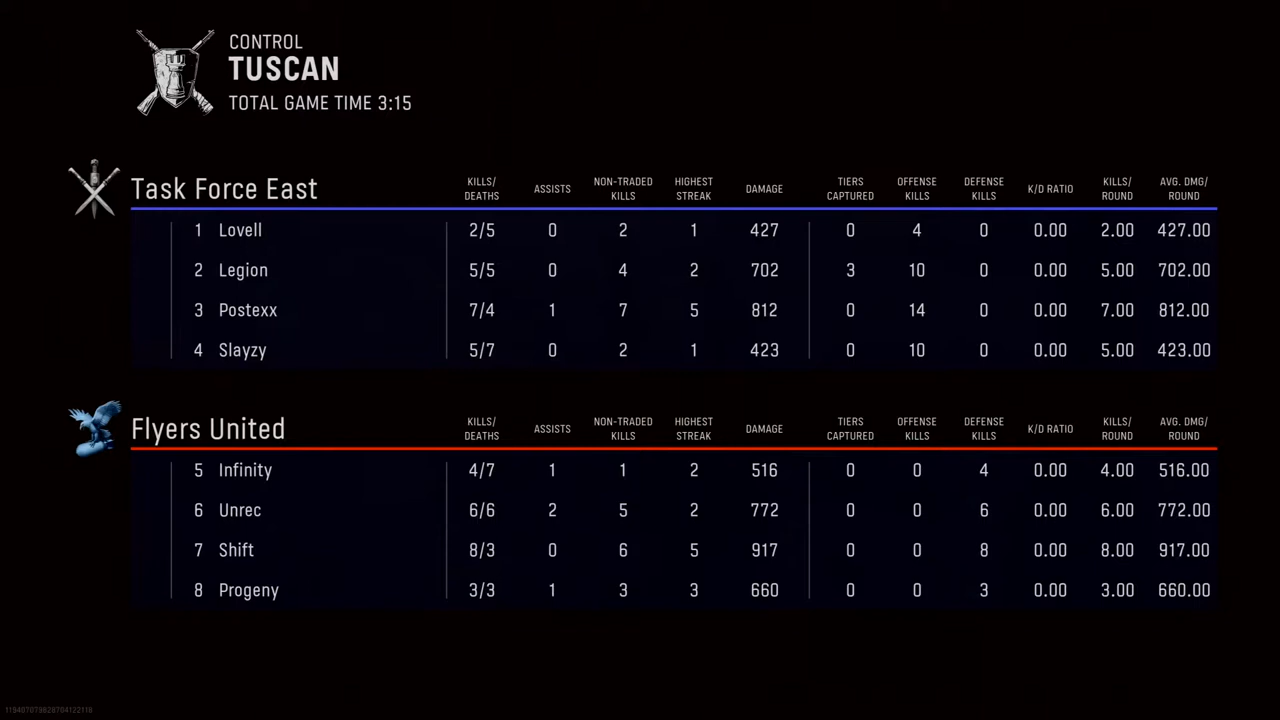 CONTROL
TUSCAN
TOTAL GAME TIME 3:15
Task Force East KILLS/DEATHS ASSISTS NON-TRADED KILLS HIGHEST STREAK DAMAGE TIERS CAPTURED OFFENSE KILLS DEFENSE KILLS K/D RATIO KILLS/ROUND AVG. DMG/ROUND
1 Lovell 2/5 0 2 1 427 0 4 0 0.00 2.00 427.00
2 Legion 5/5 0 4 2 702 3 10 0 0.00 5.00 702.00
3 Postexx 7/4 1 7 5 812 0 14 0 0.00 7.00 812.00
4 Slayzy 5/7 0 2 1 423 0 10 0 0.00 5.00 423.00
Flyers United KILLS/DEATHS ASSISTS NON-TRADED KILLS HIGHEST STREAK DAMAGE TIERS CAPTURED OFFENSE KILLS DEFENSE KILLS K/D RATIO KILLS/ROUND AVG. DMG/ROUND
5 Infinity 4/7 1 1 2 516 0 0 4 0.00 4.00 516.00
6 Unrec 6/6 2 5 2 772 0 0 6 0.00 6.00 772.00
7 Shift 8/3 0 6 5 917 0 0 8 0.00 8.00 917.00
8 Progeny 3/3 1 3 3 660 0 0 3 0.00 3.00 660.00